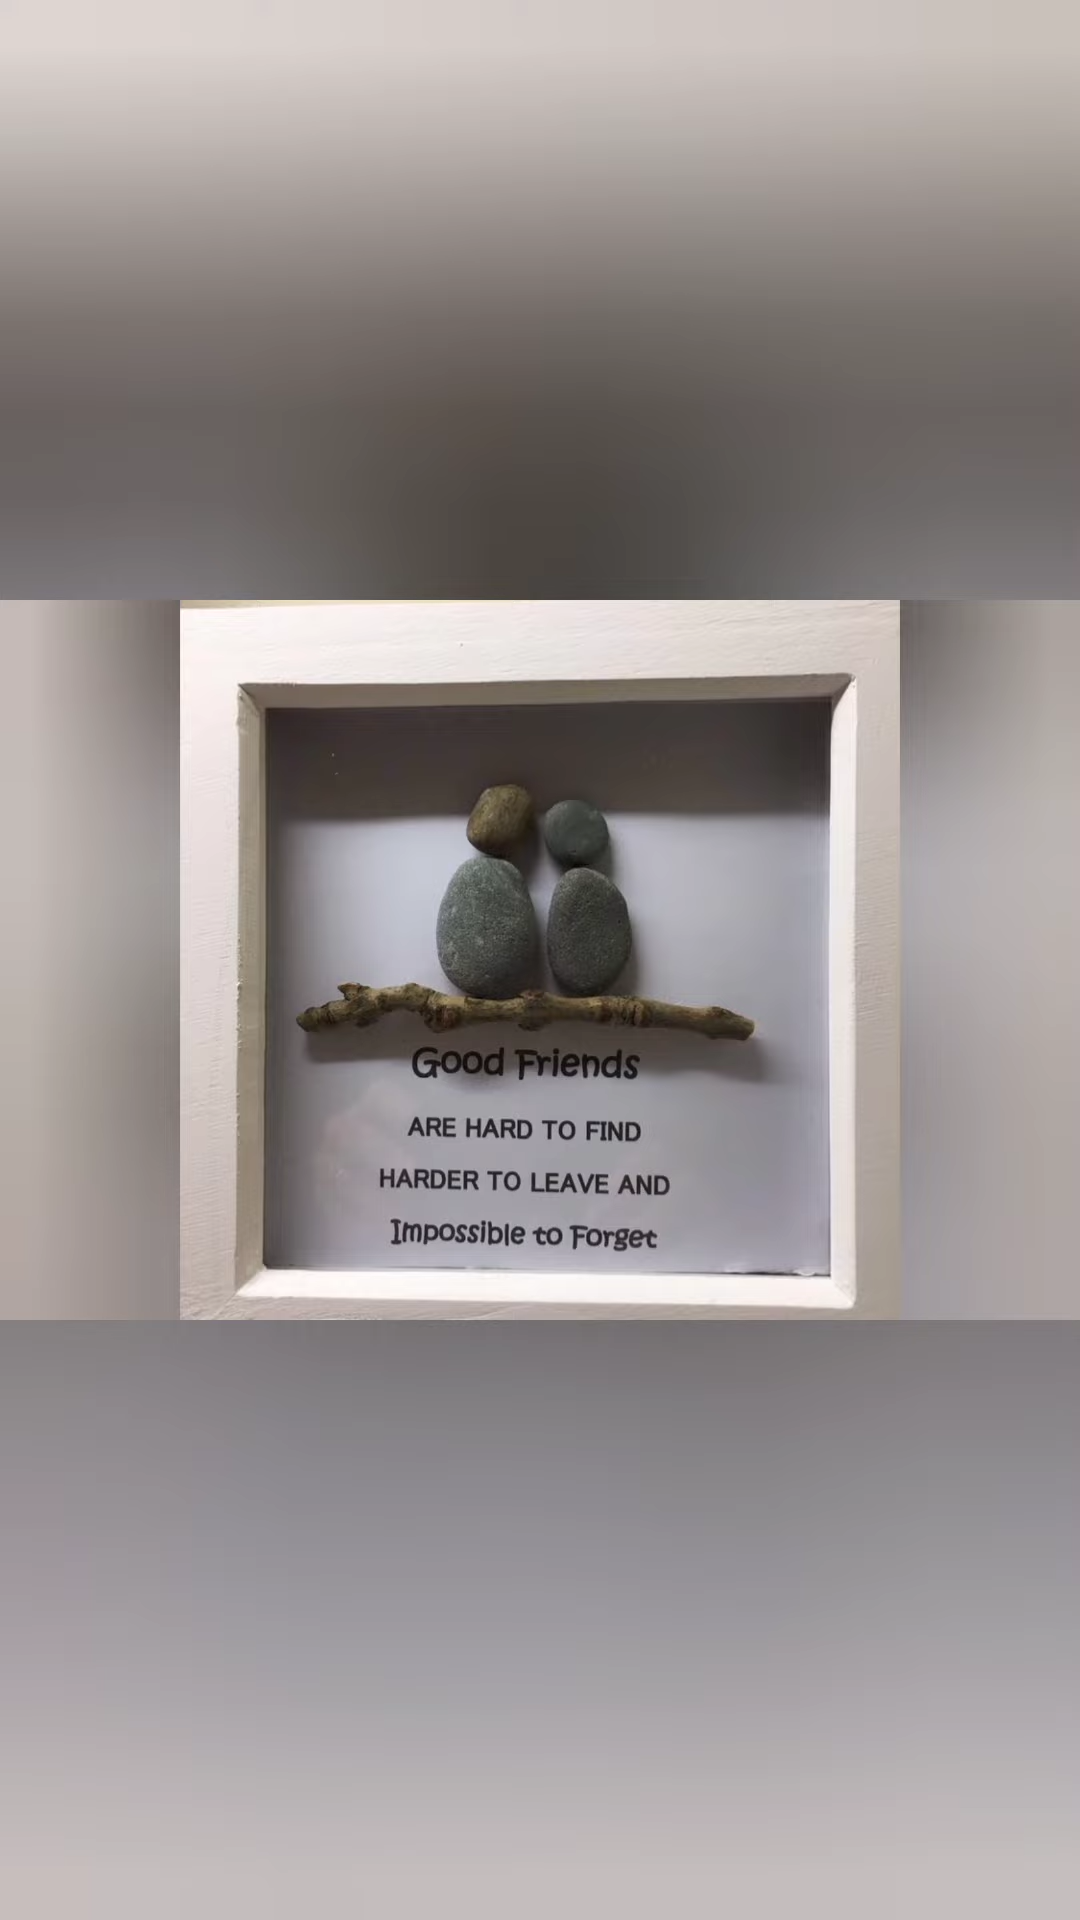 Good Friends
ARE HARD TO FIND
HARDER TO LEAVE AND
Impossible to Forget